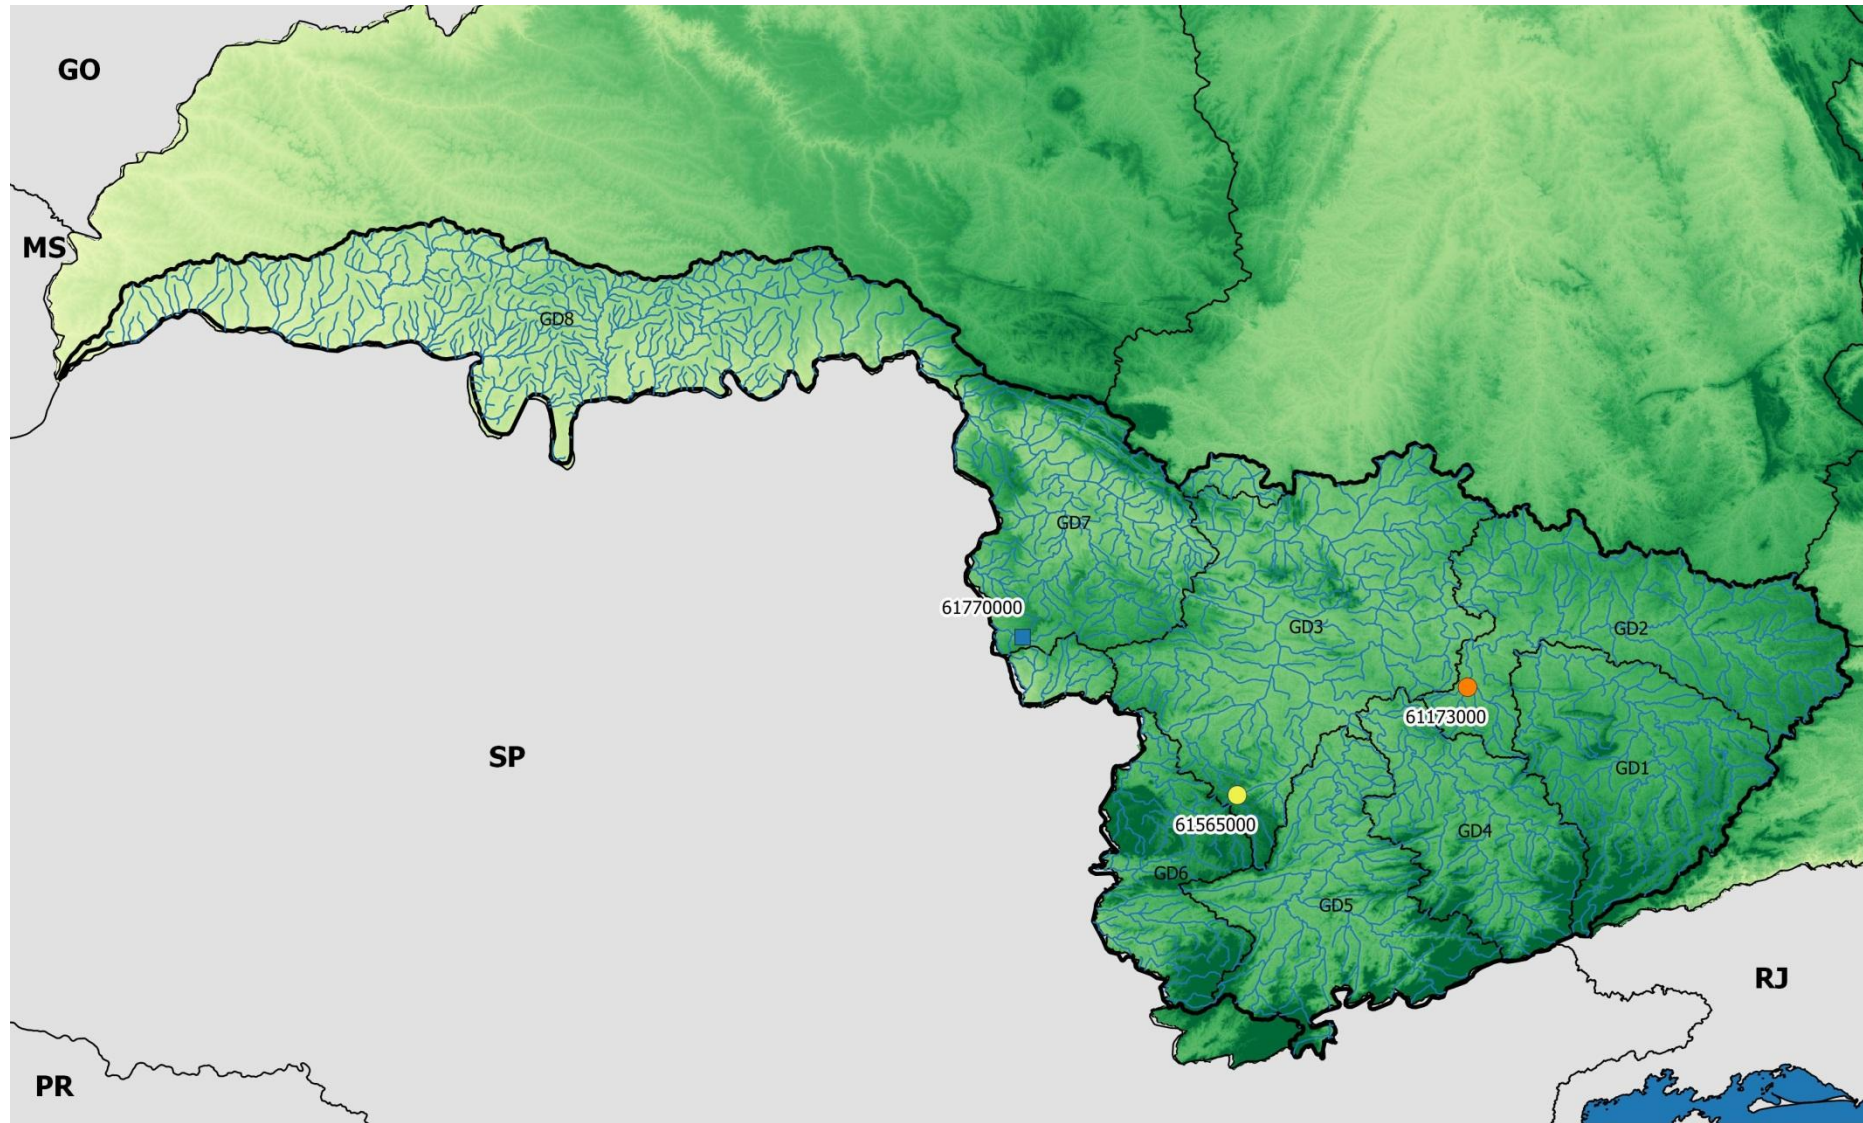 GO
MS
GD8
GD7
61770000
GD3
GD2
61173000
SP
GD1
61565000
GD4
GD6
GD5
RJ
PR